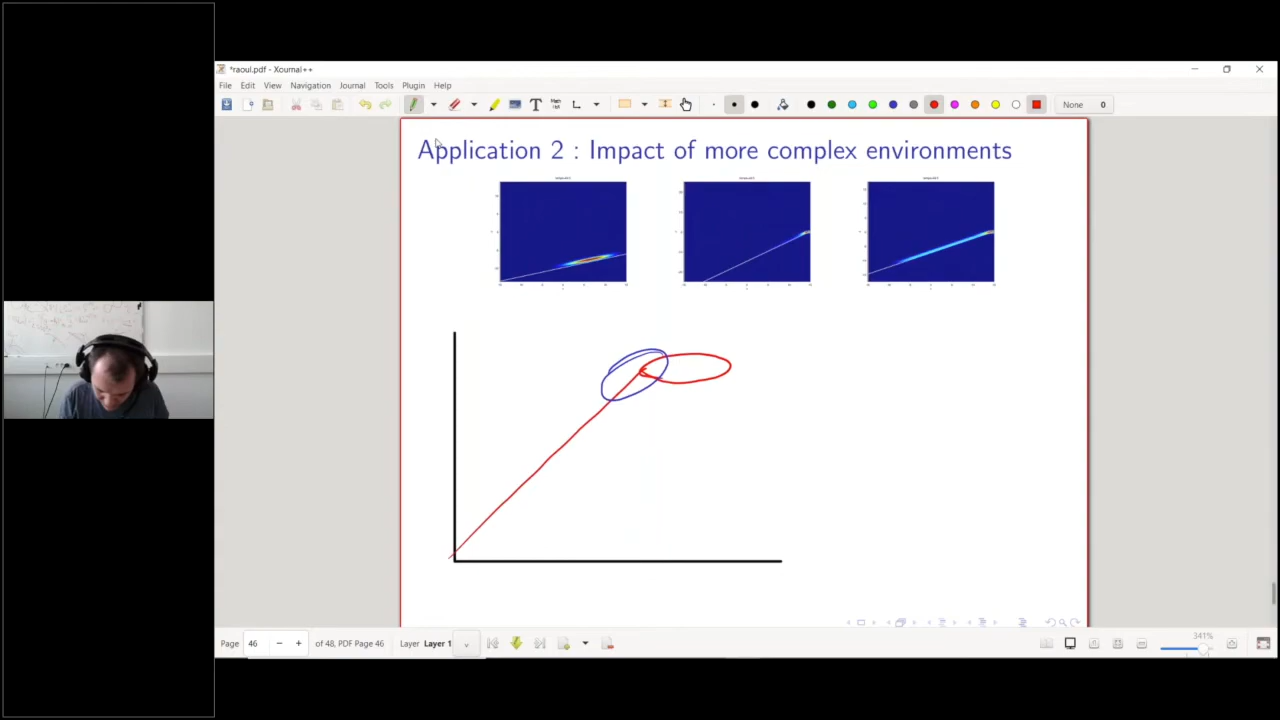 *raoul.pdf - Xournal++
File Edit View Navigation Journal Tools Plugin Help
None 0
Application 2 : Impact of more complex environments
Page 46 − + of 48, PDF Page 46 Layer Layer 1
341%